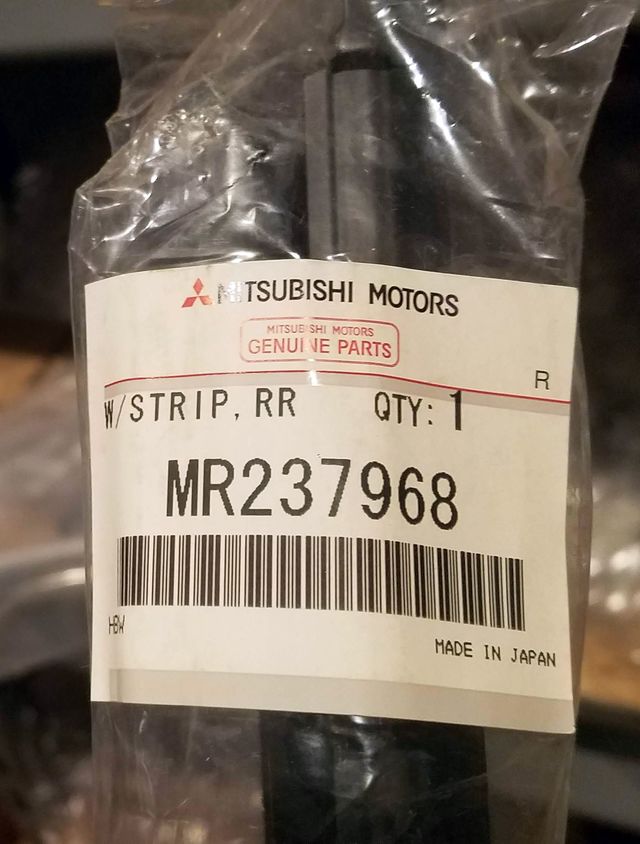 MITSUBISHI MOTORS
MITSUBISHI MOTORS
GENUINE PARTS
R
W/STRIP, RR QTY: 1
MR237968
HBW
MADE IN JAPAN